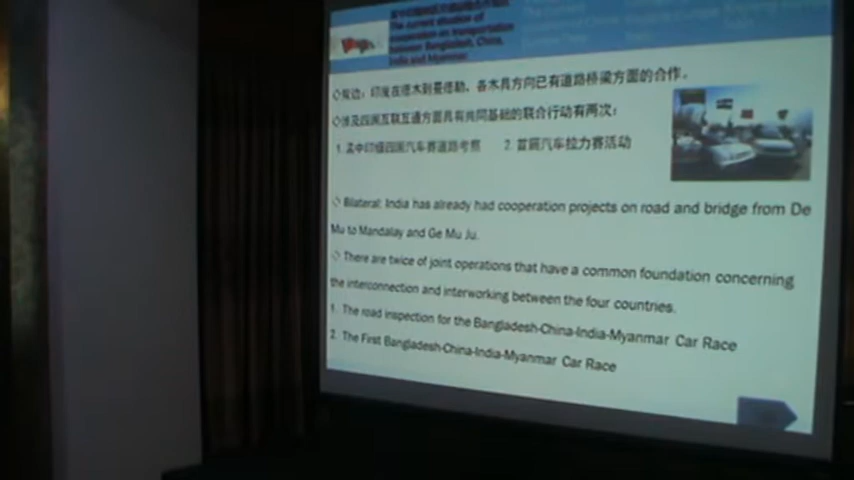 The current situation of
cooperation on transportation
between Bangladesh, China,
India and Myanmar
◇双边：印度在德木到曼德勒、各木具方向已有道路桥梁方面的合作。
◇涉及四国互联互通方面具有共同基础的联合行动有两次：
1. 孟中印缅四国汽车赛道路考察 2. 首届汽车拉力赛活动
◇ Bilateral: India has already had cooperation projects on road and bridge from De
Mu to Mandalay and Ge Mu Ju.
◇ There are twice of joint operations that have a common foundation concerning
the interconnection and interworking between the four countries.
1. The road inspection for the Bangladesh-China-India-Myanmar Car Race
2. The First Bangladesh-China-India-Myanmar Car Race